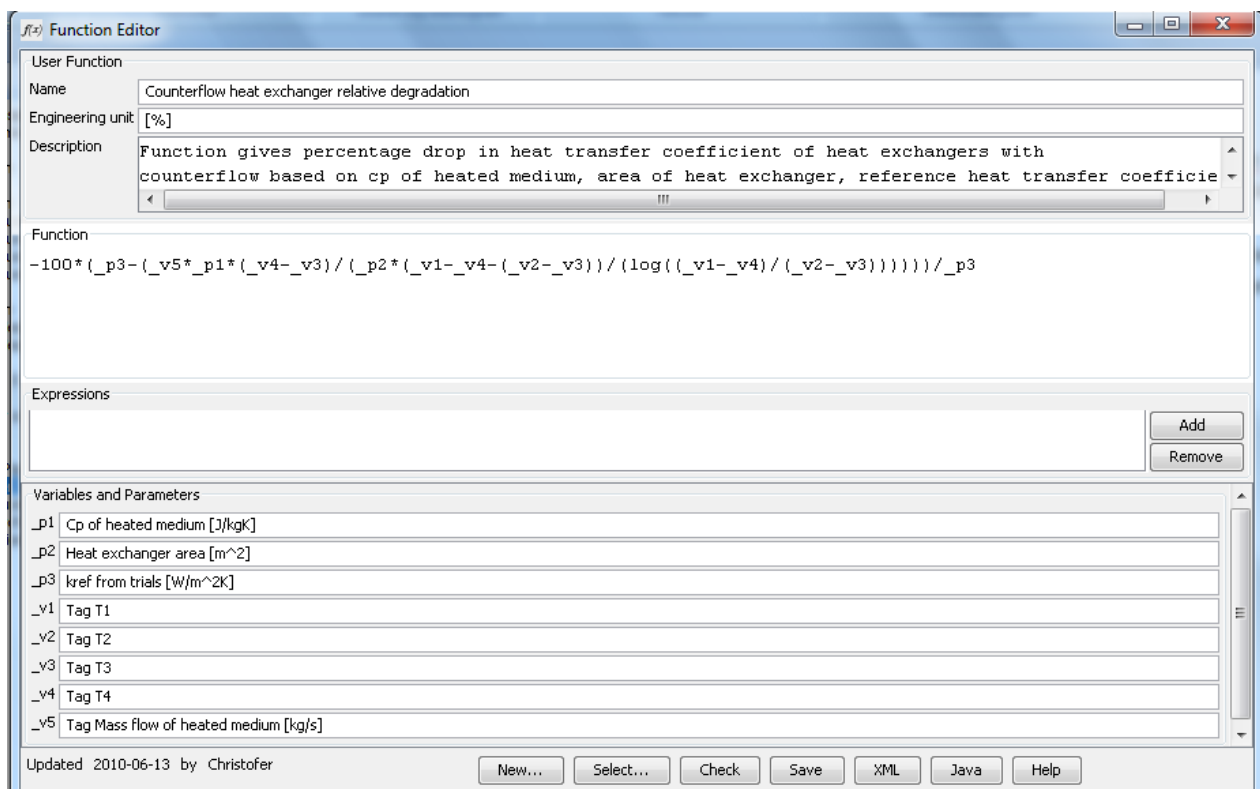 f(x) Function Editor
User Function
Name Counterflow heat exchanger relative degradation
Engineering unit [%]
Description Function gives percentage drop in heat transfer coefficient of heat exchangers with
counterflow based on cp of heated medium, area of heat exchanger, reference heat transfer coefficie
Function
-100*(_p3-(_v5*_p1*(_v4-_v3)/(_p2*(_v1-_v4-(_v2-_v3))/(log((_v1-_v4)/(_v2-_v3))))))/_p3
Expressions
Add
Remove
Variables and Parameters
_p1 Cp of heated medium [J/kgK]
_p2 Heat exchanger area [m^2]
_p3 kref from trials [W/m^2K]
_v1 Tag T1
_v2 Tag T2
_v3 Tag T3
_v4 Tag T4
_v5 Tag Mass flow of heated medium [kg/s]
Updated 2010-06-13 by Christofer New... Select... Check Save XML Java Help